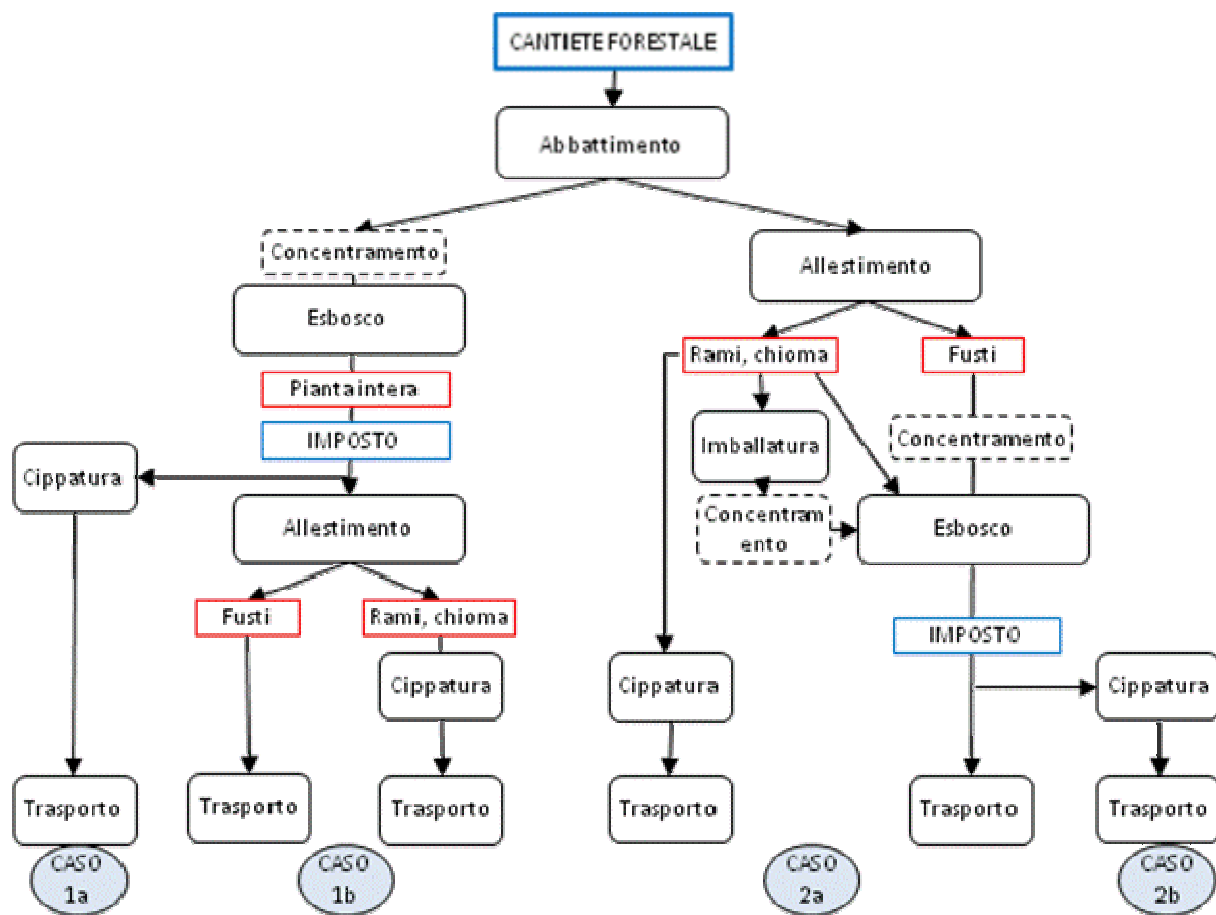 CANTIETE FORESTALE
Abbattimento
Concentramento
Allestimento
Esbosco
Rami, chioma
Fusti
Pianta intera
IMPOSTO
Imballatura
Concentramento
Cippatura
Allestimento
Concentram
ento
Esbosco
Fusti
Rami, chioma
IMPOSTO
Cippatura
Cippatura
Cippatura
Trasporto
Trasporto
Trasporto
Trasporto
Trasporto
Trasporto
CASO
1a
CASO
1b
CASO
2a
CASO
2b